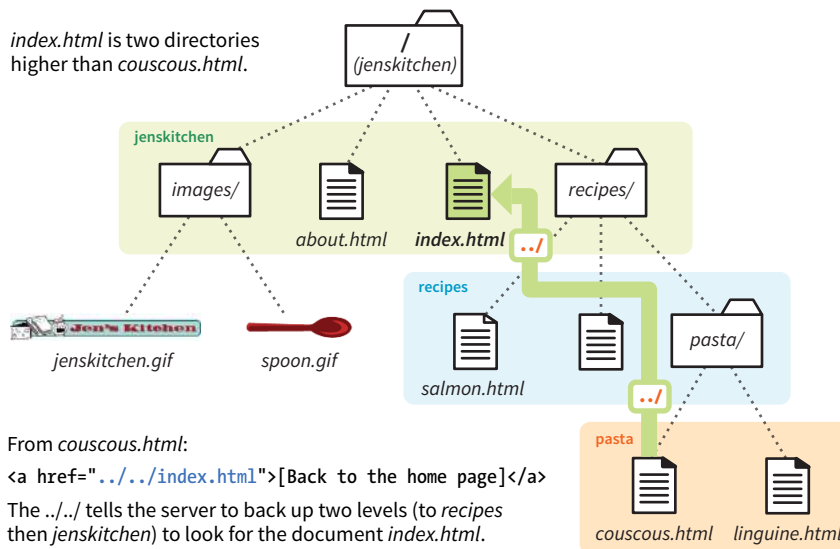 index.html is two directories
higher than couscous.html.
/
(jenskitchen)
jenskitchen
images/
about.html
index.html
recipes/
../
recipes
Jen's Kitchen
jenskitchen.gif
spoon.gif
salmon.html
pasta/
../
From couscous.html:
<a href="../../index.html">[Back to the home page]</a>
The ../../ tells the server to back up two levels (to recipes
then jenskitchen) to look for the document index.html.
pasta
couscous.html
linguine.html